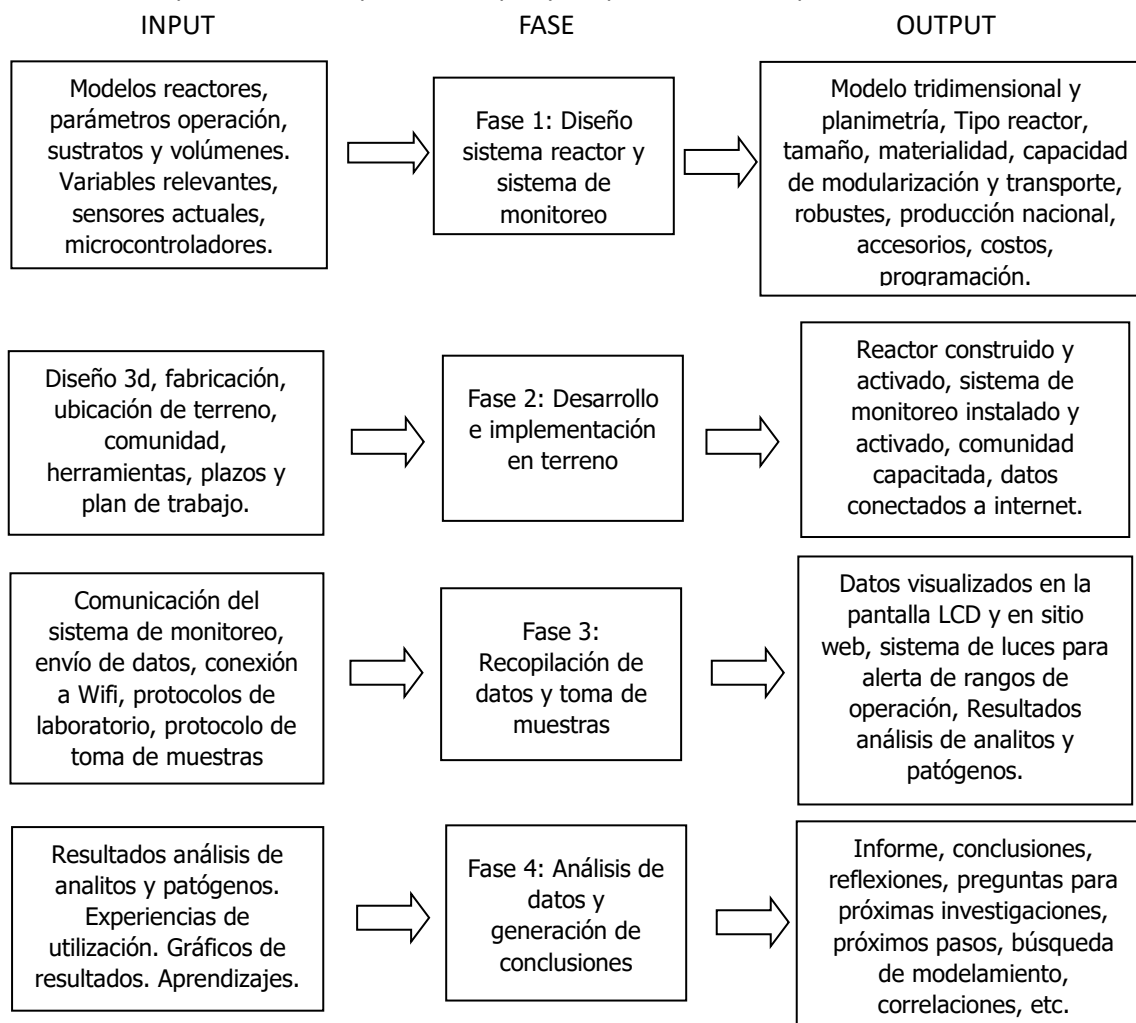 INPUT
FASE
OUTPUT
Modelos reactores,
parámetros operación,
sustratos y volúmenes.
Variables relevantes,
sensores actuales,
microcontroladores.
Fase 1: Diseño
sistema reactor y
sistema de
monitoreo
Modelo tridimensional y
planimetría, Tipo reactor,
tamaño, materialidad, capacidad
de modularización y transporte,
robustes, producción nacional,
accesorios, costos,
programación.
Diseño 3d, fabricación,
ubicación de terreno,
comunidad,
herramientas, plazos y
plan de trabajo.
Fase 2: Desarrollo
e implementación
en terreno
Reactor construido y
activado, sistema de
monitoreo instalado y
activado, comunidad
capacitada, datos
conectados a internet.
Comunicación del
sistema de monitoreo,
envío de datos, conexión
a Wifi, protocolos de
laboratorio, protocolo de
toma de muestras
Fase 3:
Recopilación de
datos y toma de
muestras
Datos visualizados en la
pantalla LCD y en sitio
web, sistema de luces para
alerta de rangos de
operación, Resultados
análisis de analitos y
patógenos.
Resultados análisis de
analitos y patógenos.
Experiencias de
utilización. Gráficos de
resultados. Aprendizajes.
Fase 4: Análisis de
datos y
generación de
conclusiones
Informe, conclusiones,
reflexiones, preguntas para
próximas investigaciones,
próximos pasos, búsqueda
de modelamiento,
correlaciones, etc.